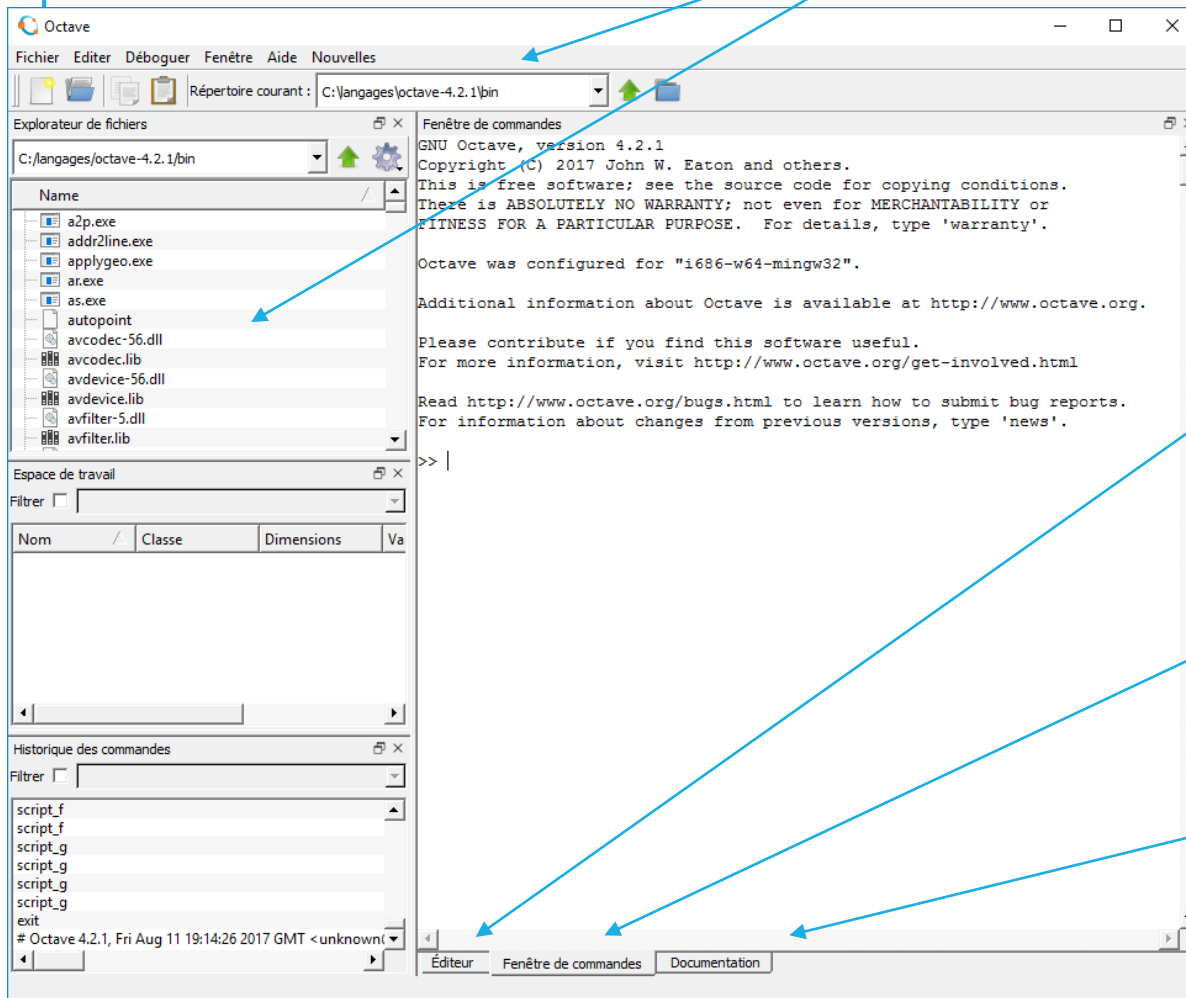 Octave
Fichier Editer Déboguer Fenêtre Aide Nouvelles
Répertoire courant : C:\langages\octave-4.2.1\bin
Explorateur de fichiers
C:/langages/octave-4.2.1/bin
Name
a2p.exe
addr2line.exe
applygeo.exe
ar.exe
as.exe
autopoint
avcodec-56.dll
avcodec.lib
avdevice-56.dll
avdevice.lib
avfilter-5.dll
avfilter.lib
Espace de travail
Filtrer
Nom Classe Dimensions Va
Historique des commandes
Filtrer
script_f
script_f
script_g
script_g
script_g
script_g
exit
# Octave 4.2.1, Fri Aug 11 19:14:26 2017 GMT <unknown(
Fenêtre de commandes
GNU Octave, version 4.2.1
Copyright (C) 2017 John W. Eaton and others.
This is free software; see the source code for copying conditions.
There is ABSOLUTELY NO WARRANTY; not even for MERCHANTABILITY or
FITNESS FOR A PARTICULAR PURPOSE.  For details, type 'warranty'.
Octave was configured for "i686-w64-mingw32".
Additional information about Octave is available at http://www.octave.org.
Please contribute if you find this software useful.
For more information, visit http://www.octave.org/get-involved.html
Read http://www.octave.org/bugs.html to learn how to submit bug reports.
For information about changes from previous versions, type 'news'.
>>
Éditeur Fenêtre de commandes Documentation